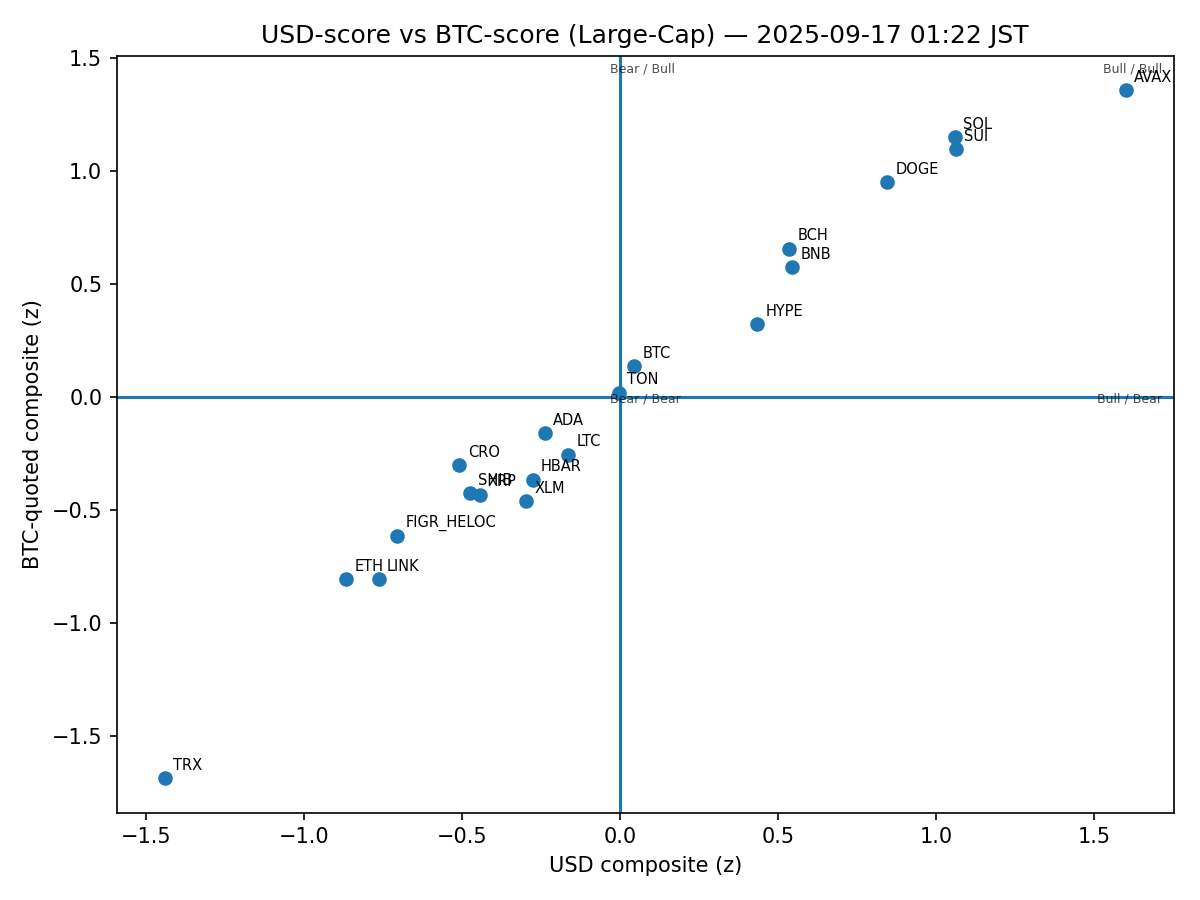 USD-score vs BTC-score (Large-Cap) — 2025-09-17 01:22 JST
1.5
Bear / Bull
Bull / Bull
AVAX
SOL
SUI
1.0
DOGE
BCH
BNB
0.5
HYPE
BTC
TON
0.0
Bear / Bear
Bull / Bear
ADA
LTC
CRO
HBAR
SHIB
XRP
XLM
−0.5
FIGR_HELOC
ETH
LINK
−1.0
−1.5
TRX
BTC-quoted composite (z)
−1.5 −1.0 −0.5 0.0 0.5 1.0 1.5
USD composite (z)